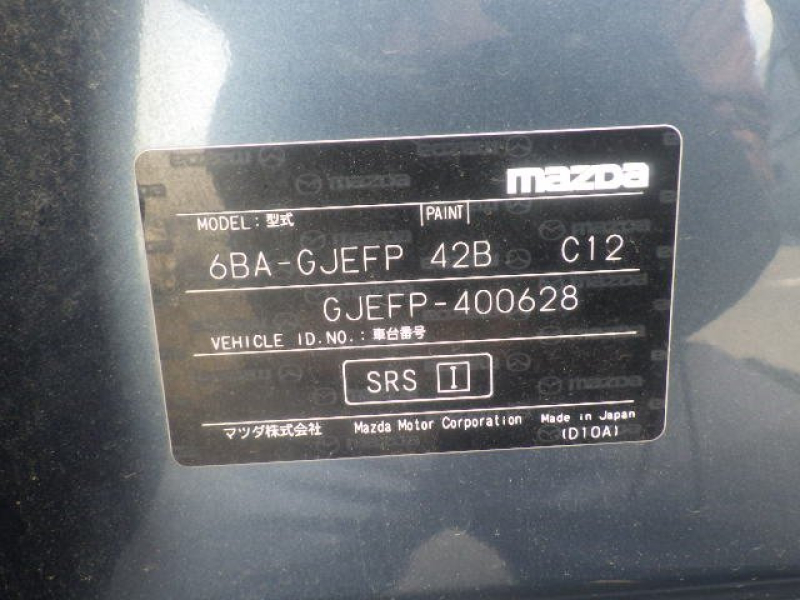 mazda
MODEL：型式 PAINT
6BA-GJEFP 42B C12
GJEFP-400628
VEHICLE ID.NO.：車台番号
SRS I
マツダ株式会社 Mazda Motor Corporation Made in Japan
(D10A)